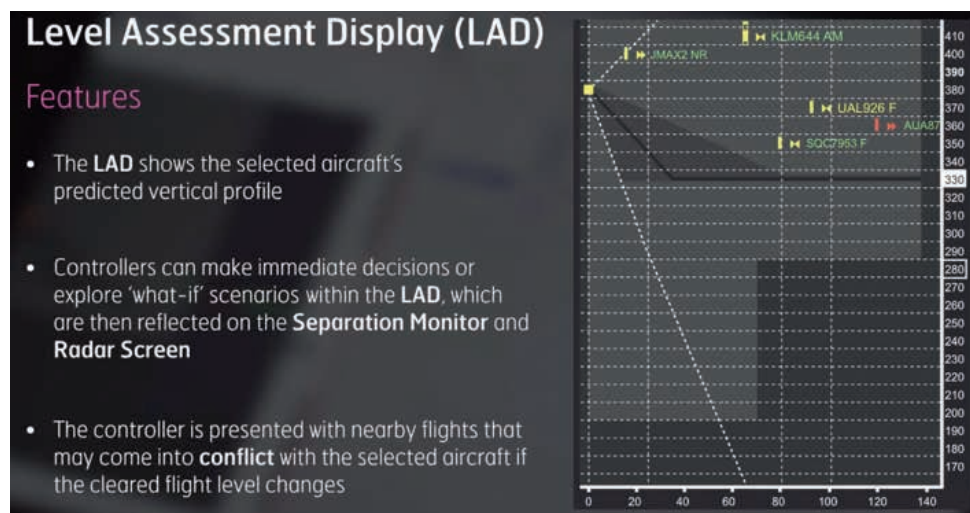 Level Assessment Display (LAD)
Features
• The LAD shows the selected aircraft's
predicted vertical profile
• Controllers can make immediate decisions or
explore 'what-if' scenarios within the LAD, which
are then reflected on the Separation Monitor and
Radar Screen
• The controller is presented with nearby flights that
may come into conflict with the selected aircraft if
the cleared flight level changes
KLM644 AM
JMAX2 NR
UAL926 F
AUA87
SQC7953 F
410
400
390
380
370
360
350
340
330
320
310
300
290
280
270
260
250
240
230
220
210
200
190
180
170
0 20 40 60 80 100 120 140